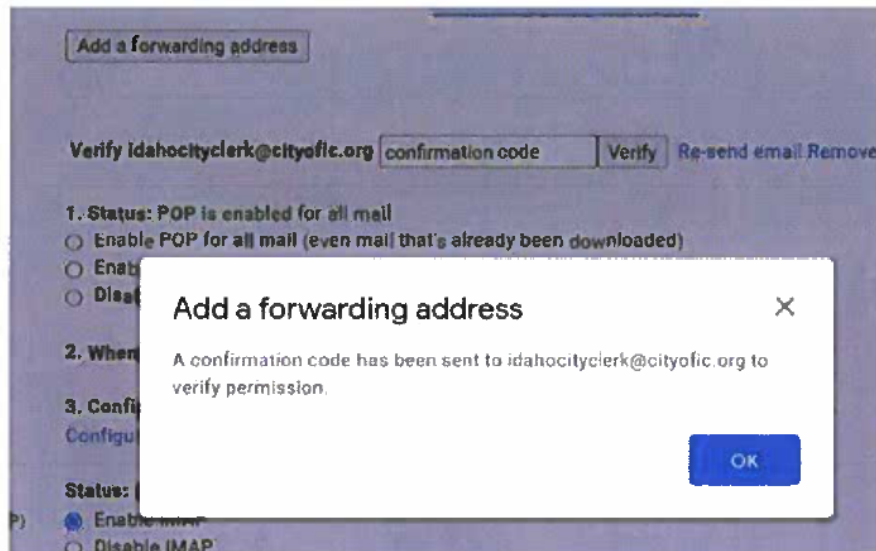 Add a forwarding address
Verify idahocityclerk@cityofic.org confirmation code Verify Re-send email Remove
1. Status: POP is enabled for all mail
Enable POP for all mail (even mail that's already been downloaded)
Enab
Disa
2. When
3. Confi
Configu
Add a forwarding address
A confirmation code has been sent to idahocityclerk@cityofic.org to
verify permission.
OK
Status:
P) Enable IMAP
Disable IMAP